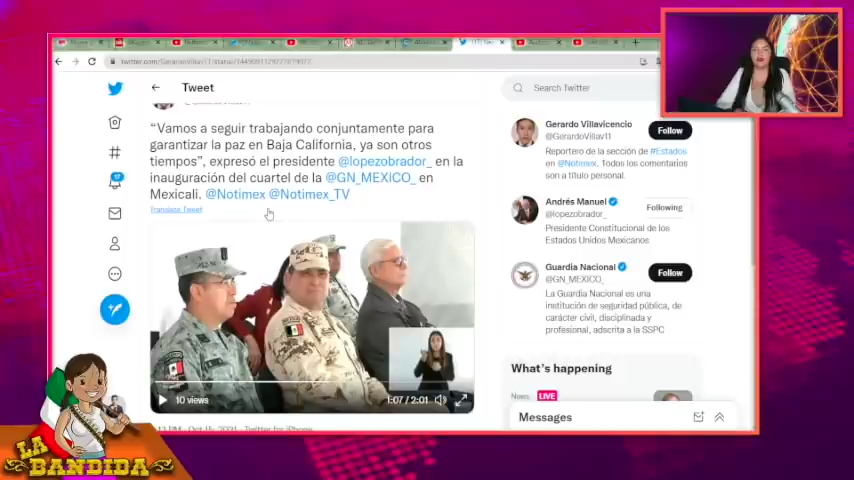 Tweet
"Vamos a seguir trabajando conjuntamente para
garantizar la paz en Baja California, ya son otros
tiempos", expresó el presidente @lopezobrador_ en la
inauguración del cuartel de la @GN_MEXICO_ en
Mexicali. @Notimex @Notimex_TV
Translate Tweet
10 views
1:07 / 2:01
17
Search Twitter
Gerardo Villavicencio
@GerardoVillav11
Follow
Reportero de la sección de #Estados
en @Notimex. Todos los comentarios
son a título personal.
Andrés Manuel
@lopezobrador_
Following
Presidente Constitucional de los
Estados Unidos Mexicanos
Guardia Nacional
@GN_MEXICO_
Follow
La Guardia Nacional es una
institución de seguridad pública, de
carácter civil, disciplinada y
profesional, adscrita a la SSPC
What's happening
News
LIVE
Messages
LA
BANDIDA